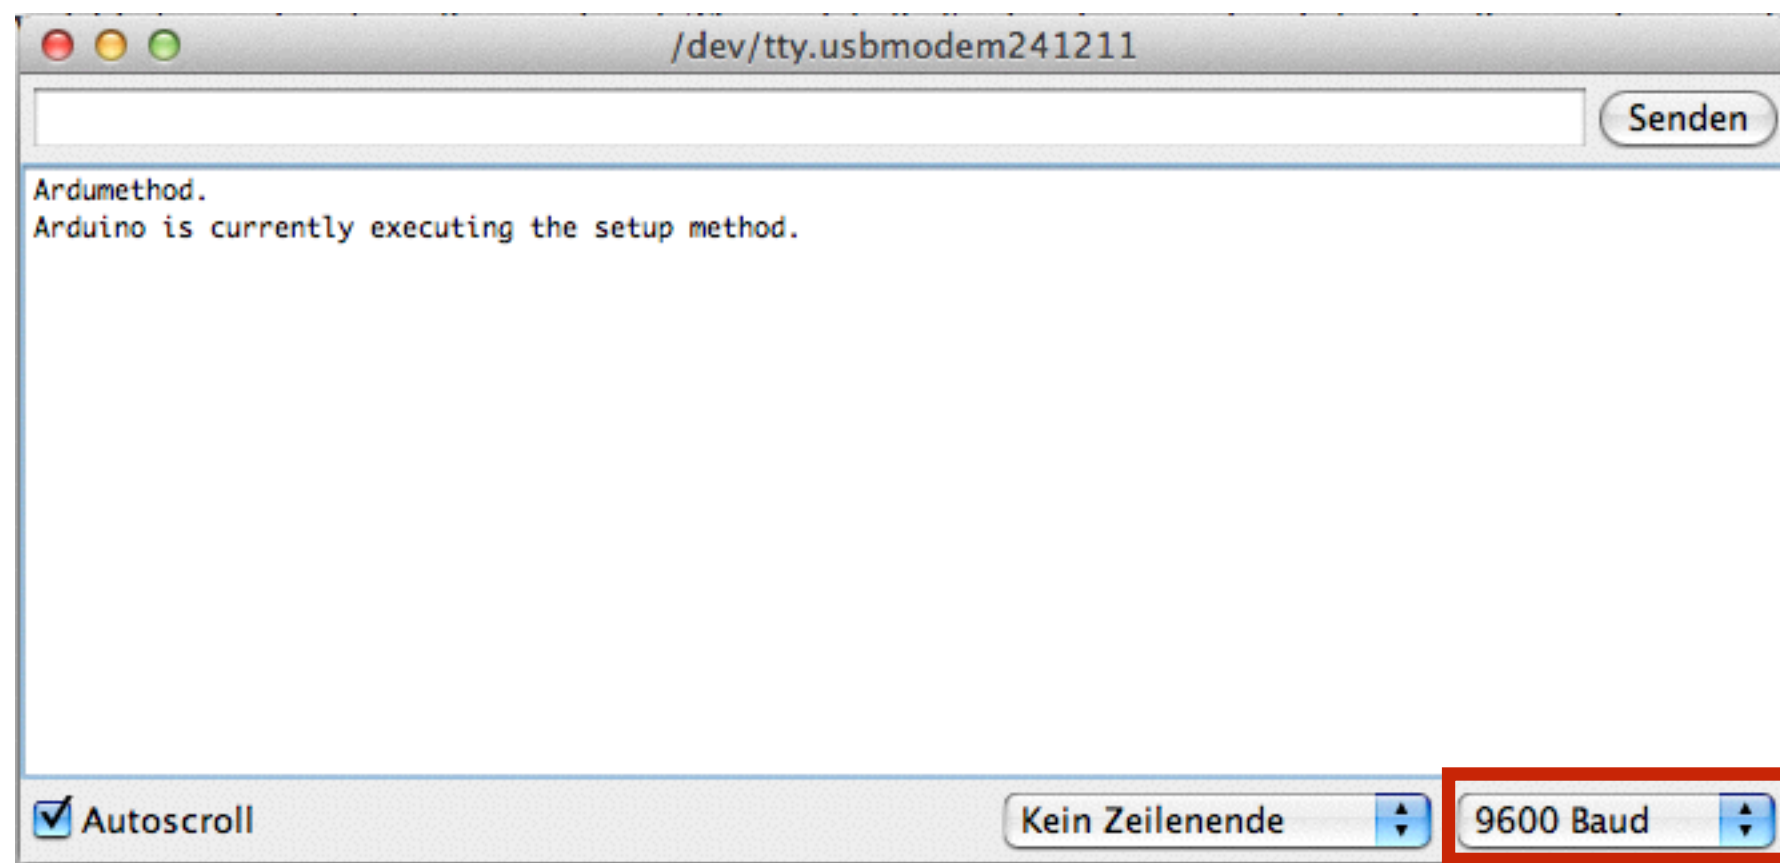 /dev/tty.usbmodem241211
Senden
Ardumethod.
Arduino is currently executing the setup method.
Autoscroll
Kein Zeilenende
9600 Baud